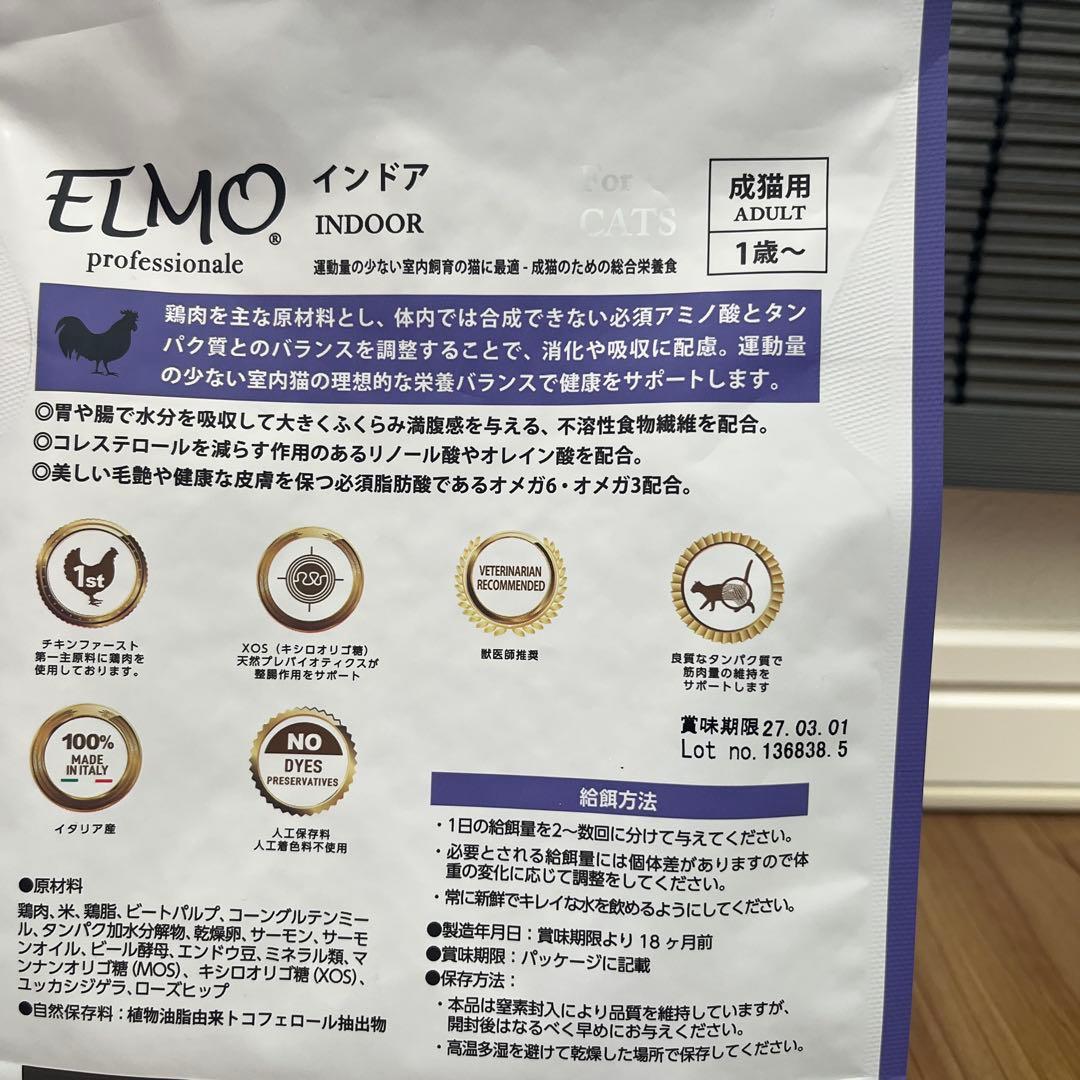 ELMO®
professionale
インドア
INDOOR
For
CATS
運動量の少ない室内飼育の猫に最適 - 成猫のための総合栄養食
成猫用
ADULT
1歳〜
鶏肉を主な原材料とし、体内では合成できない必須アミノ酸とタン
パク質とのバランスを調整することで、消化や吸収に配慮。運動量
の少ない室内猫の理想的な栄養バランスで健康をサポートします。
◎胃や腸で水分を吸収して大きくふくらみ満腹感を与える、不溶性食物繊維を配合。
◎コレステロールを減らす作用のあるリノール酸やオレイン酸を配合。
◎美しい毛艶や健康な皮膚を保つ必須脂肪酸であるオメガ6・オメガ3配合。
1st
チキンファースト
第一主原料に鶏肉を
使用しております。
XOS（キシロオリゴ糖）
天然プレバイオティクスが
整腸作用をサポート
VETERINARIAN
RECOMMENDED
獣医師推奨
良質なタンパク質で
筋肉量の維持を
サポートします
100%
MADE
IN ITALY
イタリア産
NO
DYES
PRESERVATIVES
人工保存料
人工着色料不使用
賞味期限27.03.01
Lot no.136838.5
給餌方法
・1日の給餌量を2〜数回に分けて与えてください。
・必要とされる給餌量には個体差がありますので体
重の変化に応じて調整をしてください。
・常に新鮮でキレイな水を飲めるようにしてください。
●製造年月日：賞味期限より18ヶ月前
●賞味期限：パッケージに記載
●保存方法：
・本品は窒素封入により品質を維持していますが、
開封後はなるべく早めにお与えください。
・高温多湿を避けて乾燥した場所で保存してください。
●原材料
鶏肉、米、鶏脂、ビートパルプ、コーングルテンミー
ル、タンパク加水分解物、乾燥卵、サーモン、サーモ
ンオイル、ビール酵母、エンドウ豆、ミネラル類、マ
ンナンオリゴ糖（MOS）、キシロオリゴ糖（XOS）、
ユッカシジゲラ、ローズヒップ
●自然保存料：植物油脂由来トコフェロール抽出物